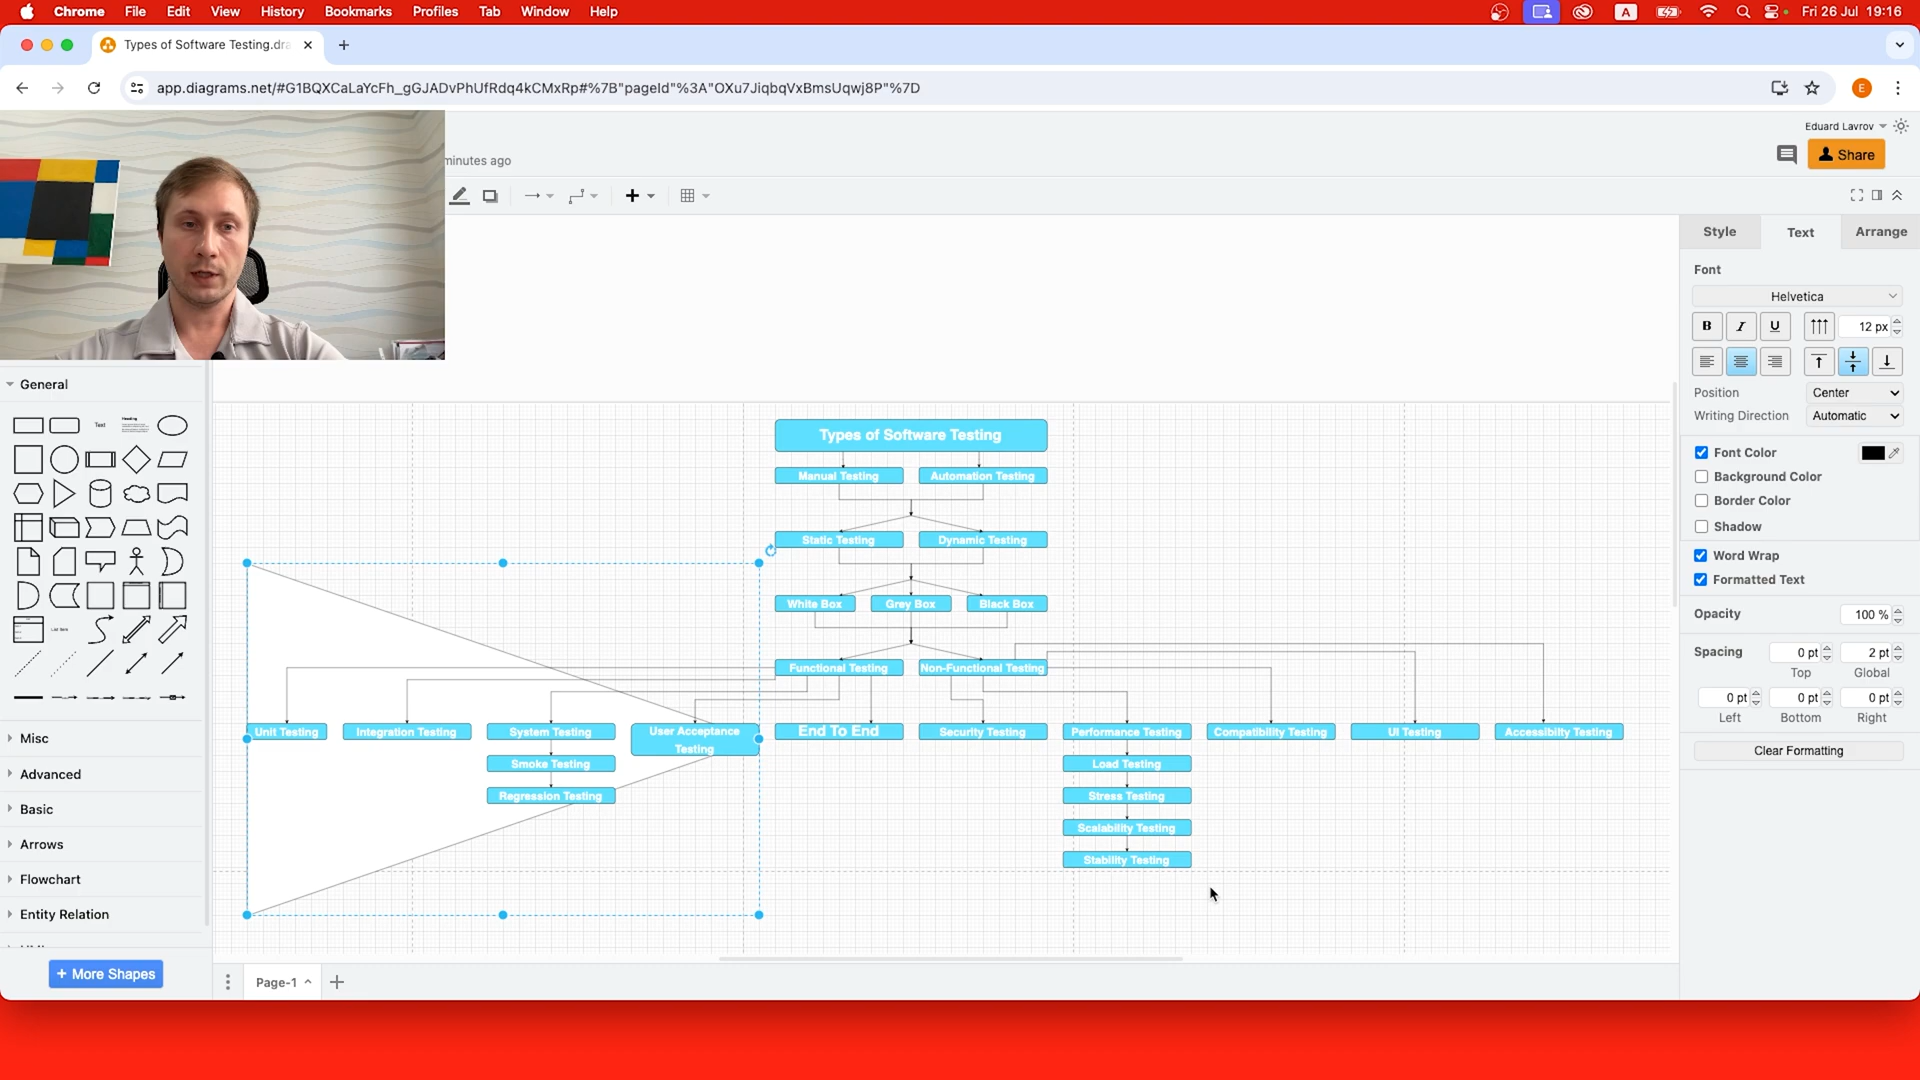 Chrome File Edit View History Bookmarks Profiles Tab Window Help
A
Fri 26 Jul 19:16
Types of Software Testing.dra
app.diagrams.net/#G1BQXCaLaYcFh_gGJADvPhUfRdq4kCMxRp#%7B"pageId"%3A"OXu7JiqbqVxBmsUqwj8P"%7D
E
Eduard Lavrov
minutes ago
Share
Style Text Arrange
Font
Helvetica
B I U 12 px
Position Center
Writing Direction Automatic
Font Color
Background Color
Border Color
Shadow
Word Wrap
Formatted Text
Opacity 100 %
Spacing 0 pt 2 pt
Top Global
0 pt 0 pt 0 pt
Left Bottom Right
Clear Formatting
General
Text
Heading
List Item
Misc
Advanced
Basic
Arrows
Flowchart
Entity Relation
+ More Shapes
Page-1
Types of Software Testing
Manual Testing Automation Testing
Static Testing Dynamic Testing
White Box Grey Box Black Box
Functional Testing Non-Functional Testing
Unit Testing Integration Testing System Testing User Acceptance Testing End To End Security Testing Performance Testing Compatibility Testing UI Testing Accessibilty Testing
Smoke Testing Load Testing
Regression Testing Stress Testing
Scalability Testing
Stability Testing